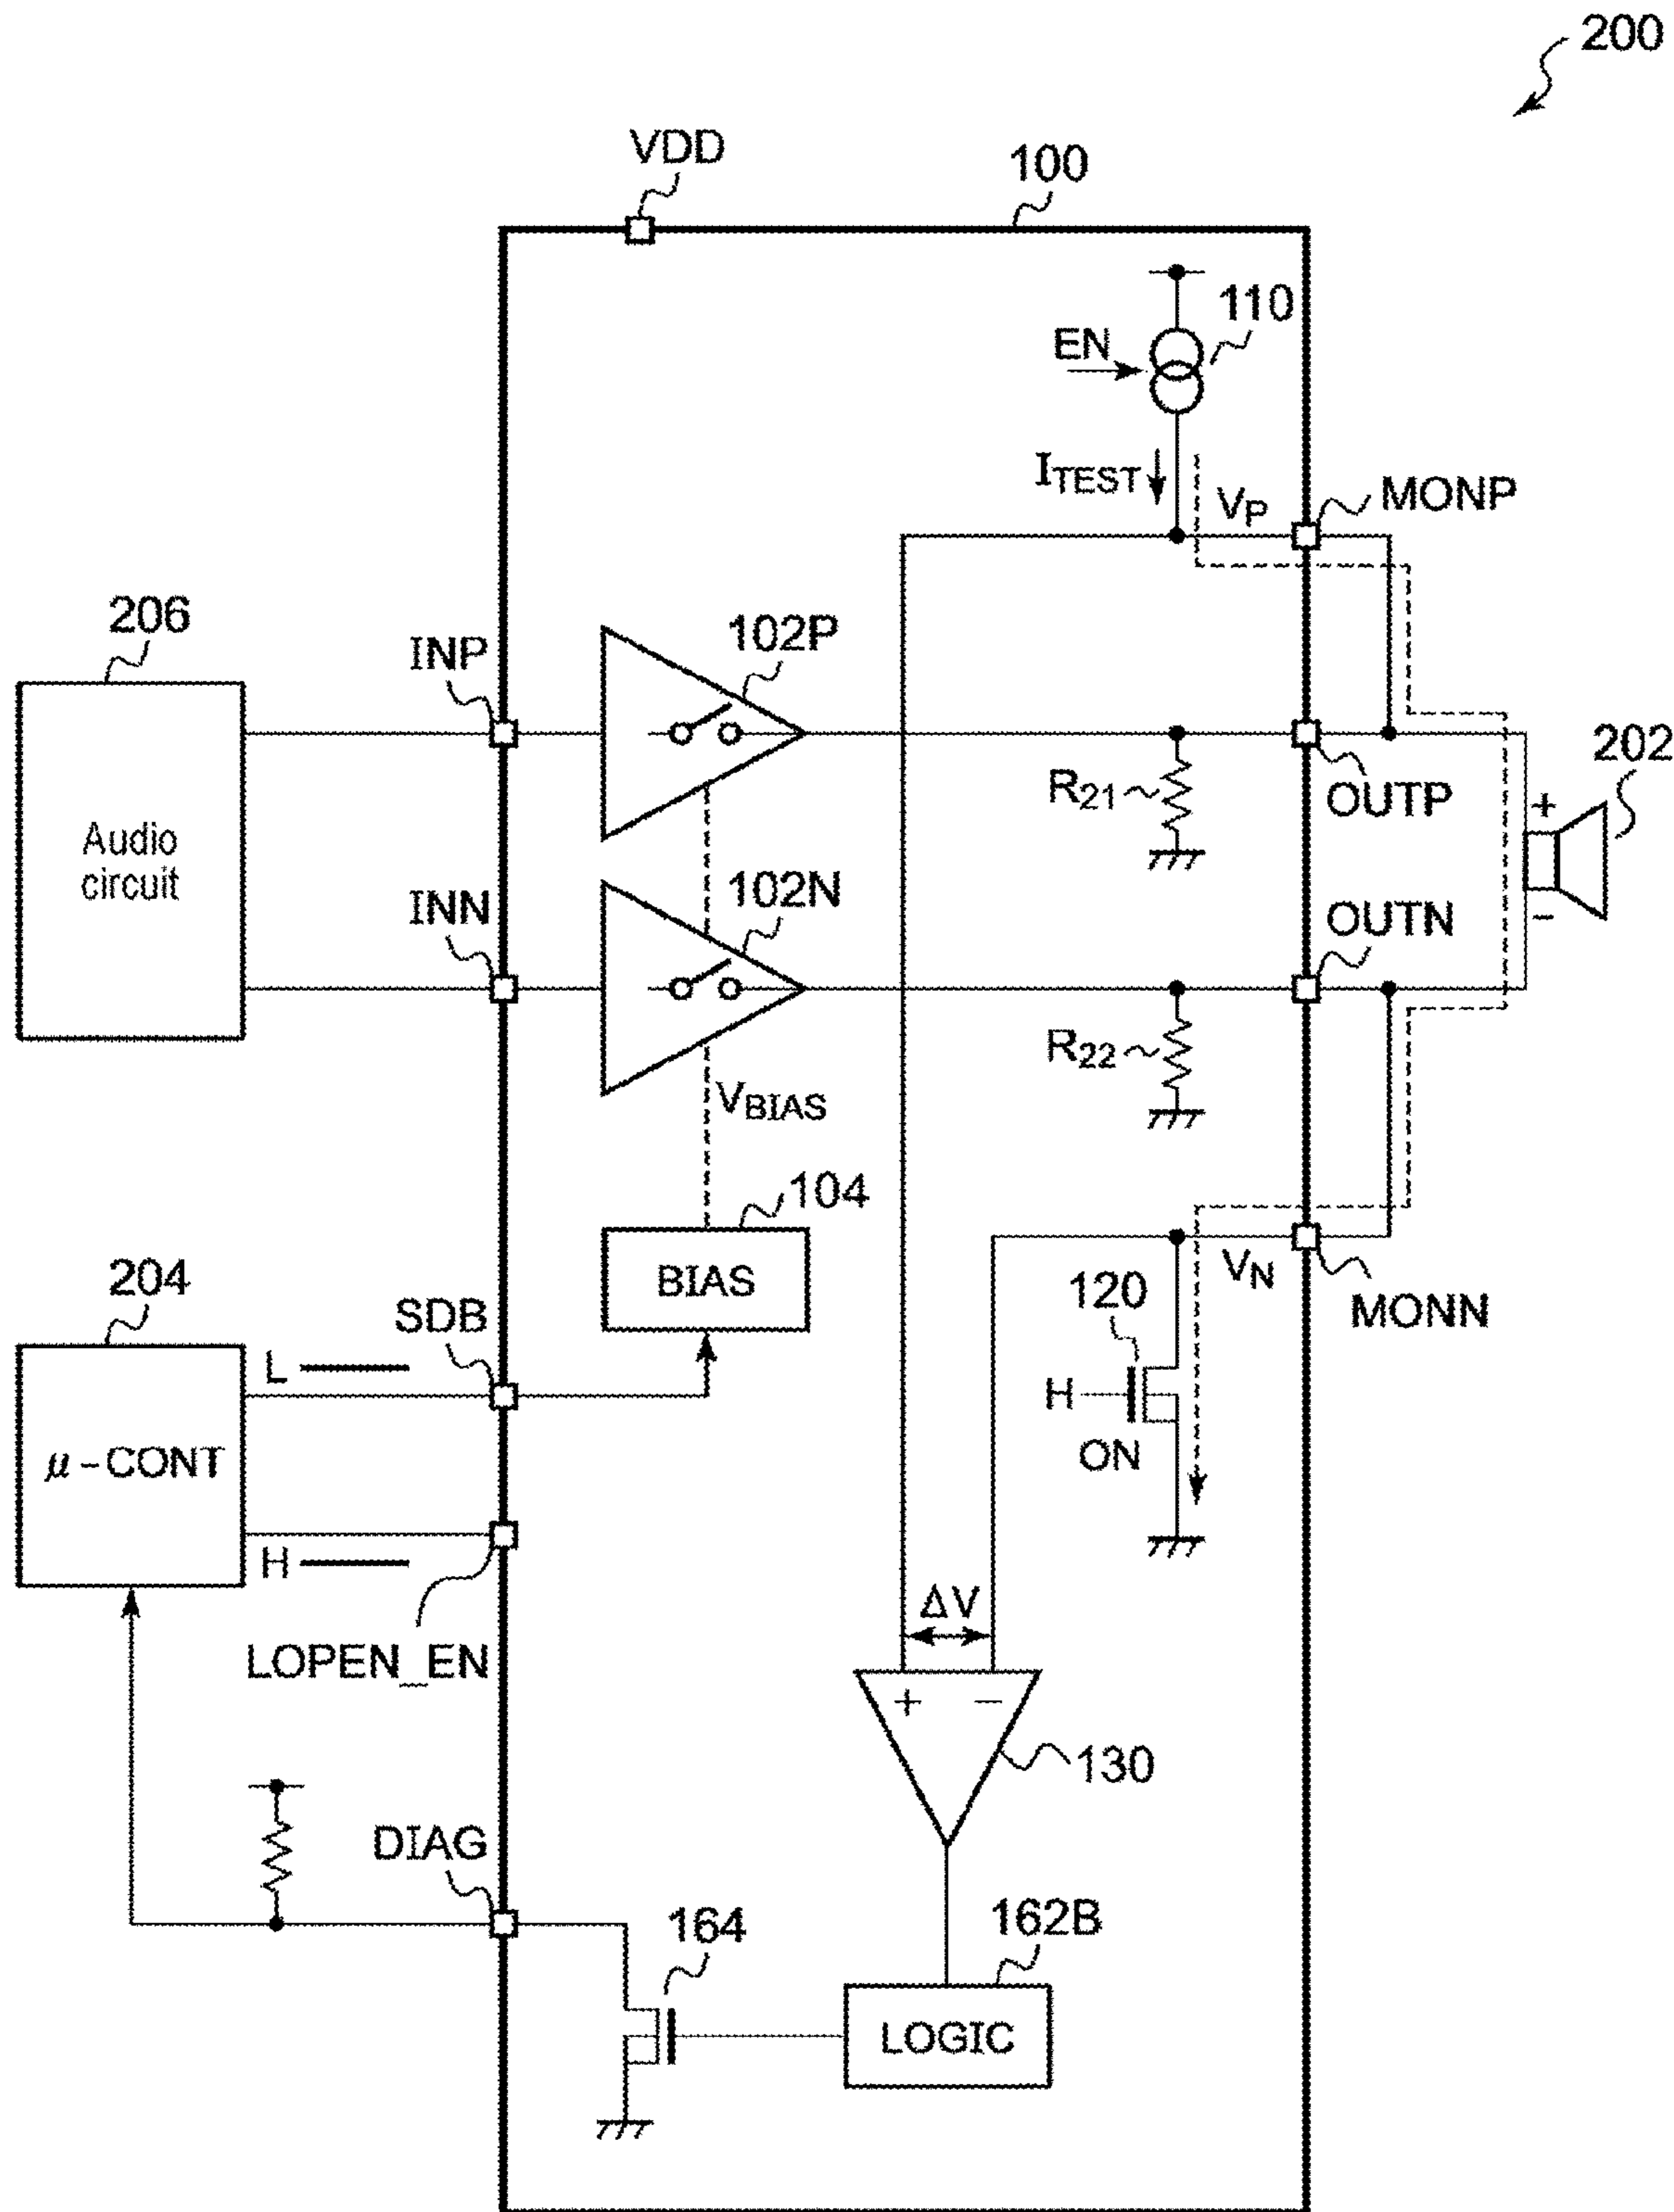 200
VDD
100
110
EN
ITEST
VP
MONP
206
INP
102P
202
R21
OUTP
+
Audio
circuit
102N
INN
OUTN
−
R22
VBIAS
104
204
BIAS
VN
SDB
120
MONN
L
H
μ-CONT
ON
H
ΔV
LOPEN_EN
+ −
130
DIAG
164
162B
LOGIC